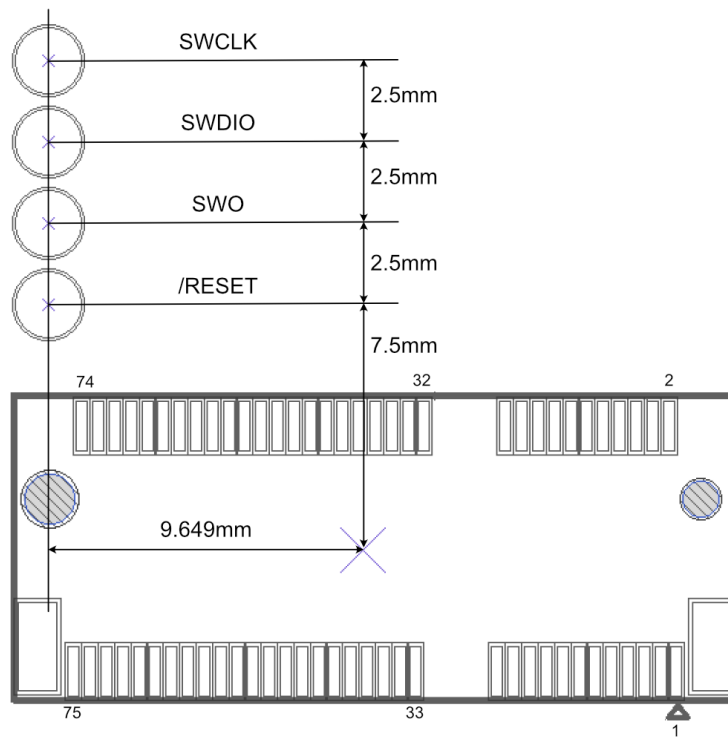 SWCLK
2.5mm
SWDIO
2.5mm
SWO
2.5mm
/RESET
7.5mm
74 32 2
9.649mm
75 33 1